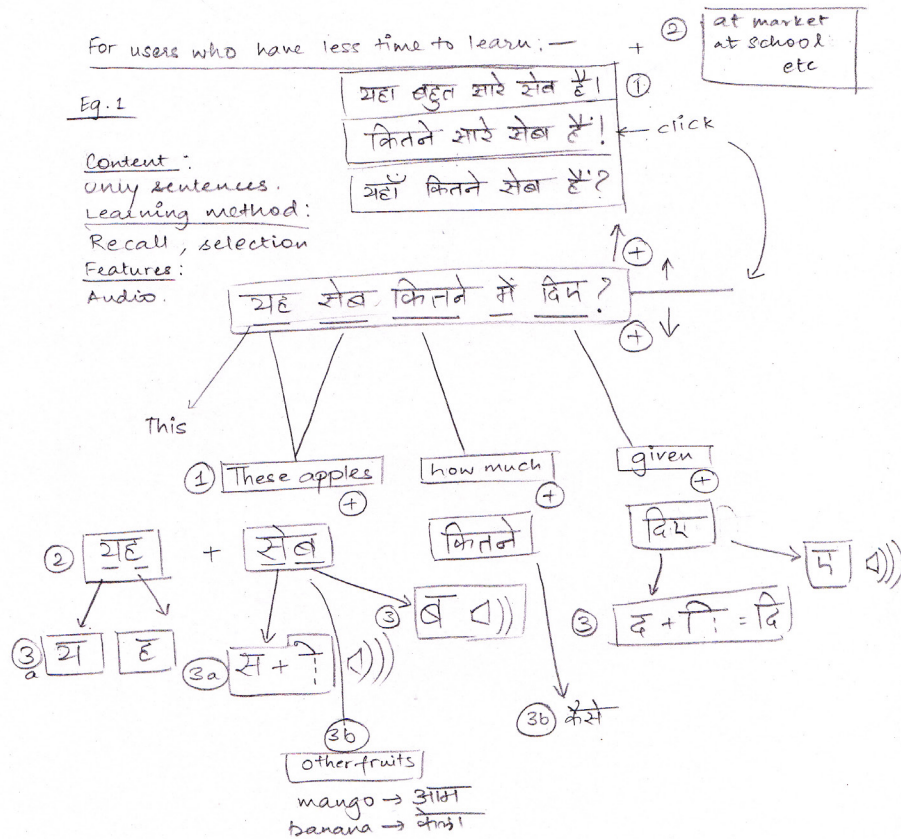 For users who have less time to learn:—
+ ② at market
at school
etc
Eg. 1
यहा बहुत सारे सेब है। ①
कितने सारे सेब हैं! ← click
यहाँ कितने सेब हैं?
Content:
Only sentences.
Learning method:
Recall, selection
Features:
Audio.
+ ↑
यह सेब कितने में दिए?
+ ↓
This
① These apples
how much
given
+ + +
② यह + सेब
कितने
दिए
ए
③a य ह
③a स + े
③ ब
③ द + ि = दि
③b
③b कैसे
other fruits
mango → आम
banana → केला